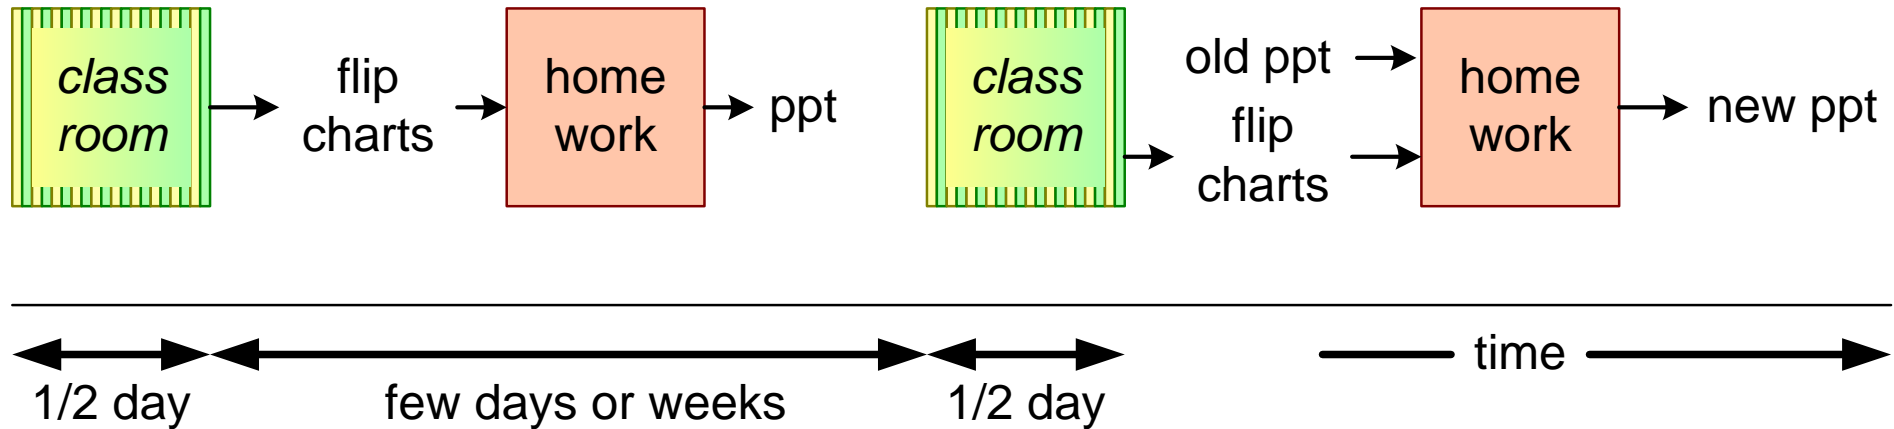 class
room
flip
charts
home
work
ppt
class
room
old ppt
flip
charts
home
work
new ppt
time
1/2 day
few days or weeks
1/2 day